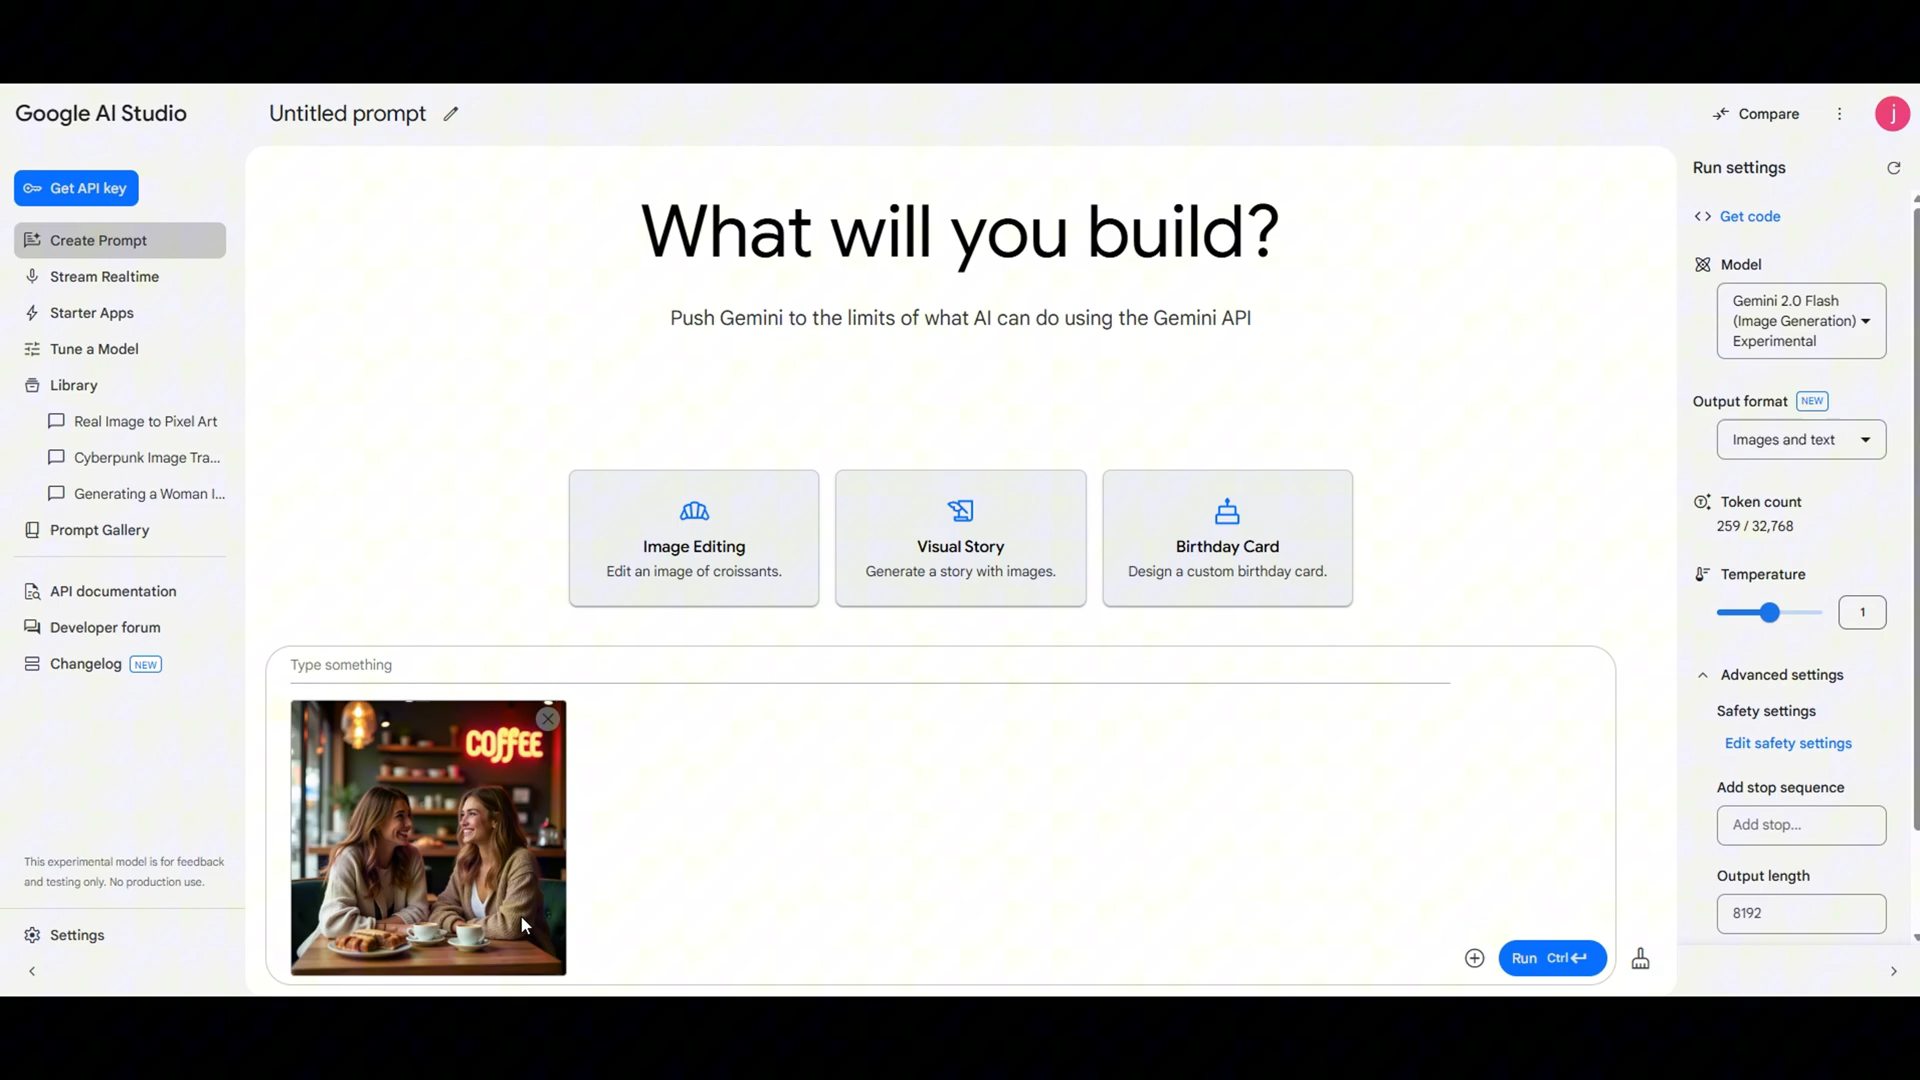 Google AI Studio
Untitled prompt
Compare
j
Get API key
Create Prompt
Stream Realtime
Starter Apps
Tune a Model
Library
Real Image to Pixel Art
Cyberpunk Image Tra...
Generating a Woman I...
Prompt Gallery
API documentation
Developer forum
Changelog NEW
This experimental model is for feedback
and testing only. No production use.
Settings
What will you build?
Push Gemini to the limits of what AI can do using the Gemini API
Image Editing
Edit an image of croissants.
Visual Story
Generate a story with images.
Birthday Card
Design a custom birthday card.
Type something
COFFEE
Run Ctrl
Run settings
Get code
Model
Gemini 2.0 Flash
(Image Generation)
Experimental
Output format NEW
Images and text
Token count
259 / 32,768
Temperature
1
Advanced settings
Safety settings
Edit safety settings
Add stop sequence
Add stop...
Output length
8192